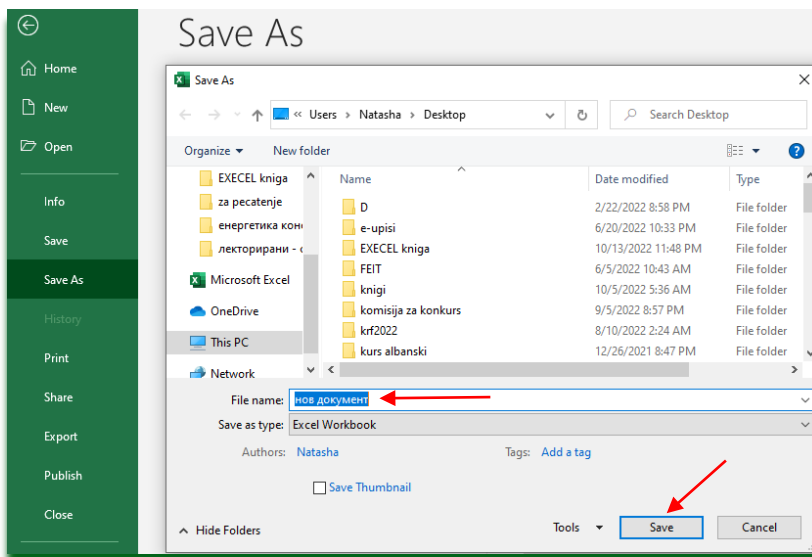 Save As
Home
New
Open
Info
Save
Save As
History
Print
Share
Export
Publish
Close
Save As
« Users › Natasha › Desktop
Search Desktop
Organize
New folder
EXECEL kniga
za pecatenje
енергетика кон
лекторирани - с
Microsoft Excel
OneDrive
This PC
Network
Name Date modified Type
D 2/22/2022 8:58 PM File folder
e-upisi 6/20/2022 10:33 PM File folder
EXECEL kniga 10/13/2022 11:48 PM File folder
FEIT 6/5/2022 10:43 AM File folder
knigi 10/5/2022 5:36 AM File folder
komisija za konkurs 9/5/2022 8:57 PM File folder
krf2022 8/10/2022 2:24 AM File folder
kurs albanski 12/26/2021 8:47 PM File folder
File name: нов документ
Save as type: Excel Workbook
Authors: Natasha Tags: Add a tag
Save Thumbnail
Hide Folders
Tools
Save
Cancel